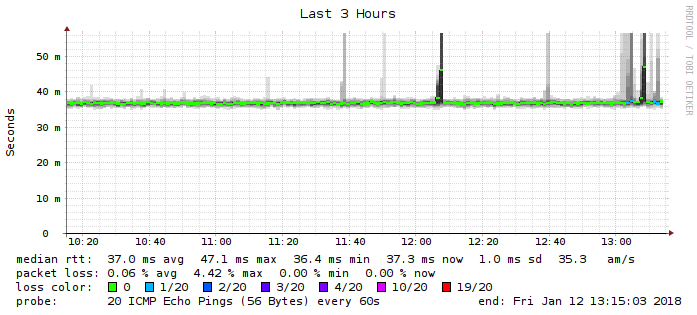 Last 3 Hours
RRDTOOL / TOBI OETIKER
Seconds
50 m
40 m
30 m
20 m
10 m
0
10:20 10:40 11:00 11:20 11:40 12:00 12:20 12:40 13:00
median rtt: 37.0 ms avg 47.1 ms max 36.4 ms min 37.3 ms now 1.0 ms sd 35.3 am/s
packet loss: 0.06 % avg 4.42 % max 0.00 % min 0.00 % now
loss color: 0 1/20 2/20 3/20 4/20 10/20 19/20
probe: 20 ICMP Echo Pings (56 Bytes) every 60s end: Fri Jan 12 13:15:03 2018